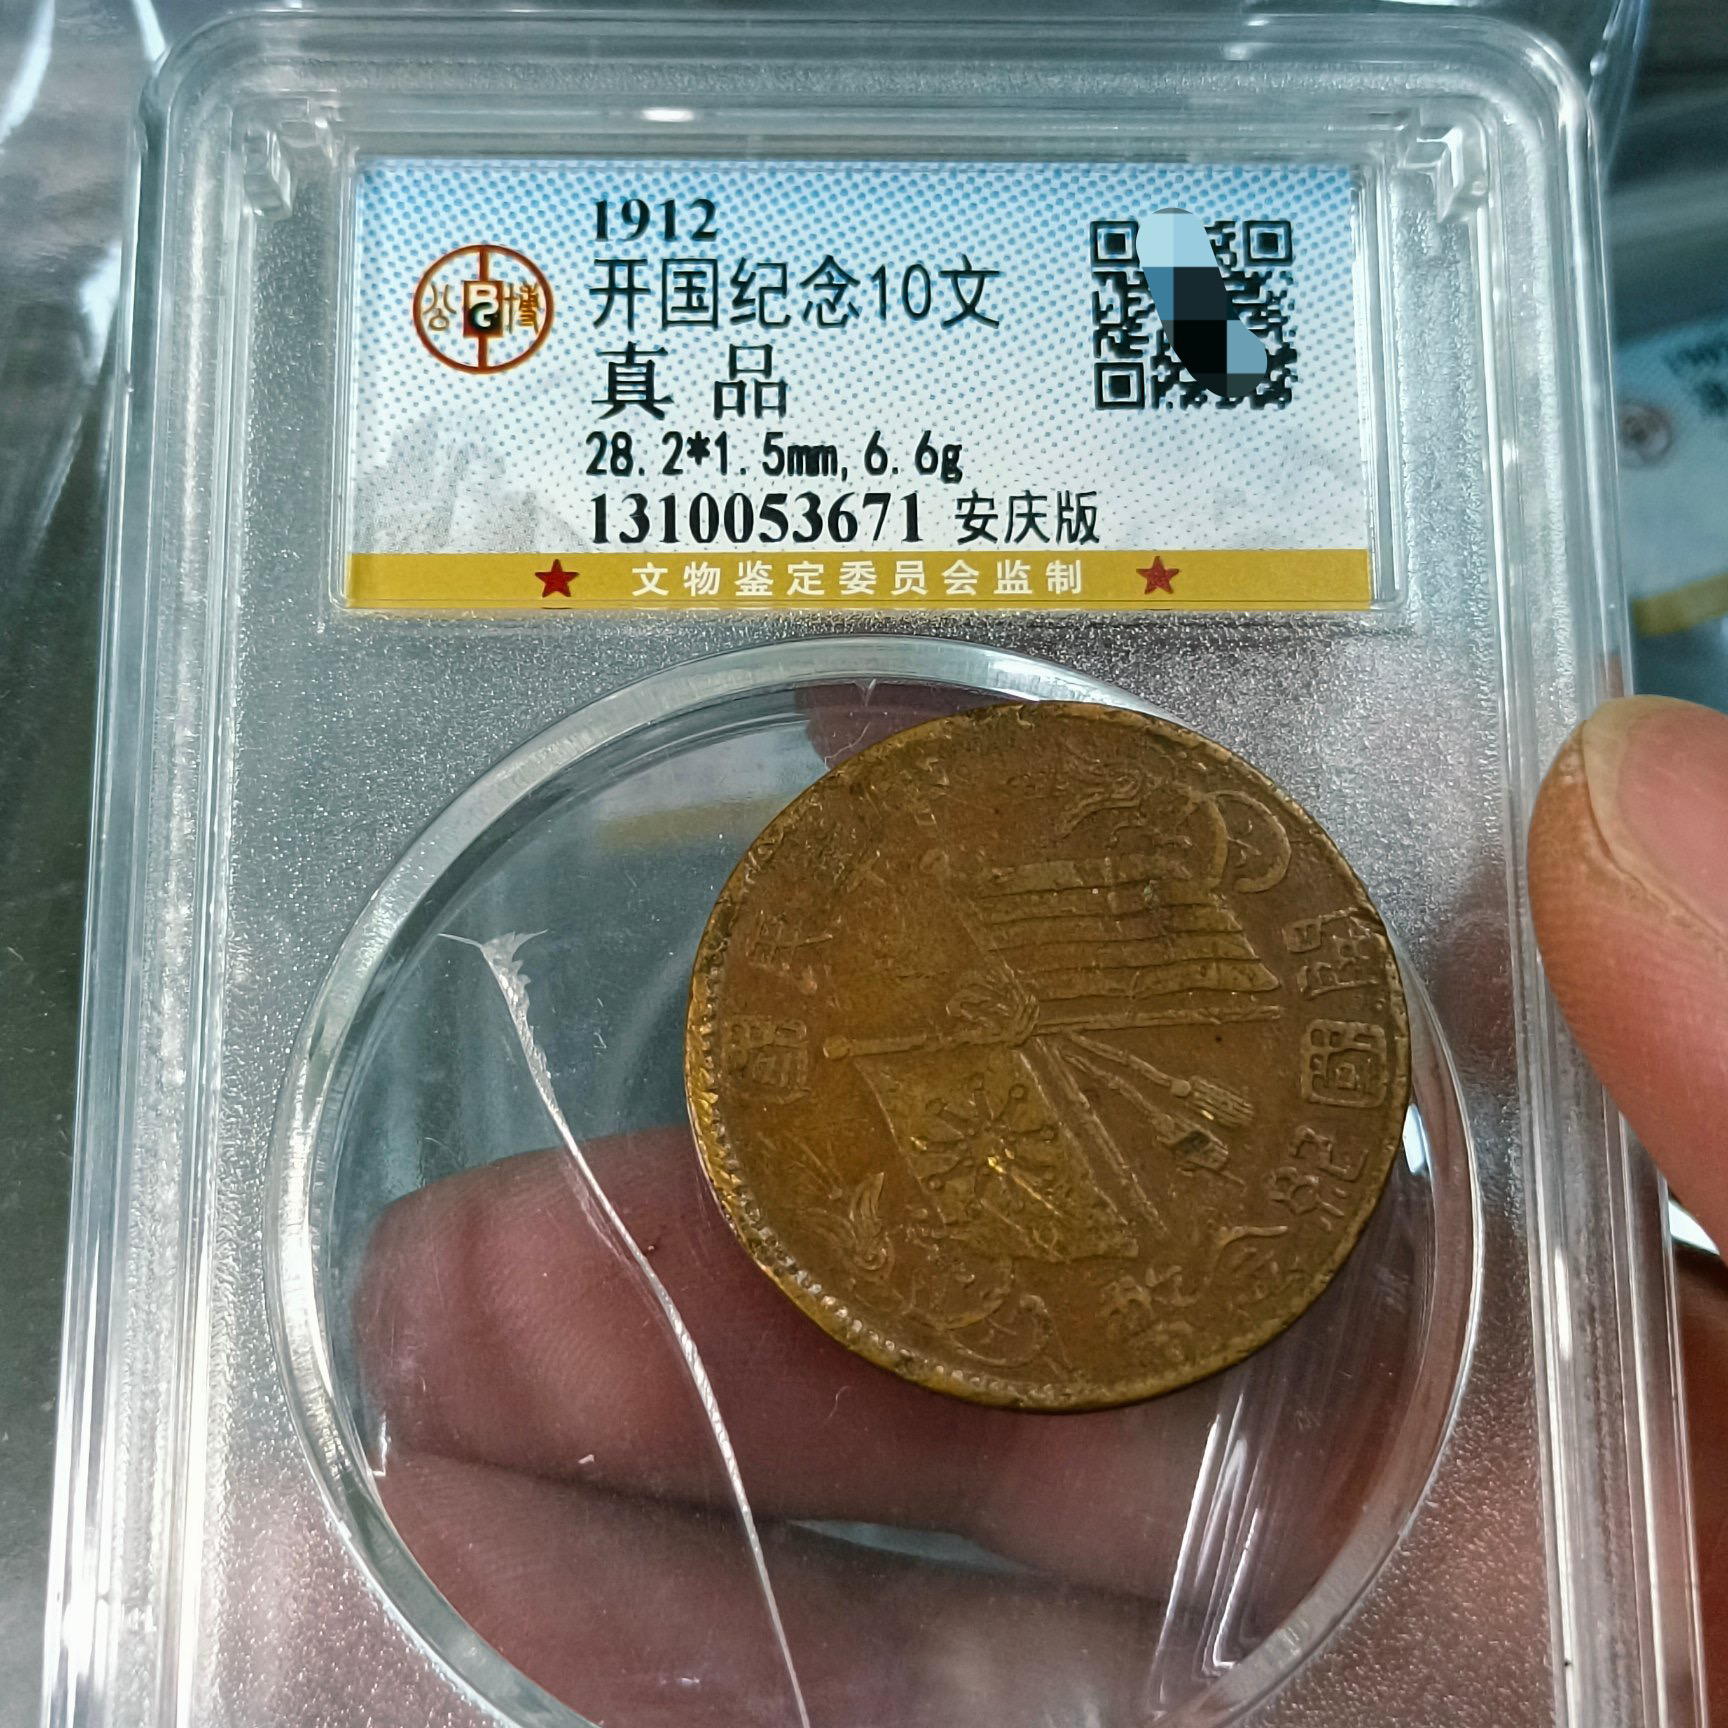 1912
公 PG 博
开国纪念10文
真 品
28.2*1.5mm,6.6g
1310053671 安庆版
★ 文物鉴定委员会监制 ★
開國紀念幣